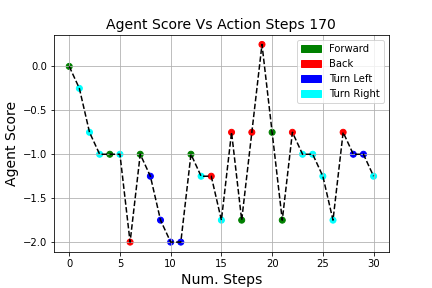 Agent Score Vs Action Steps 170
Forward
Back
Turn Left
Turn Right
Agent Score
0.0
−0.5
−1.0
−1.5
−2.0
0 5 10 15 20 25 30
Num. Steps